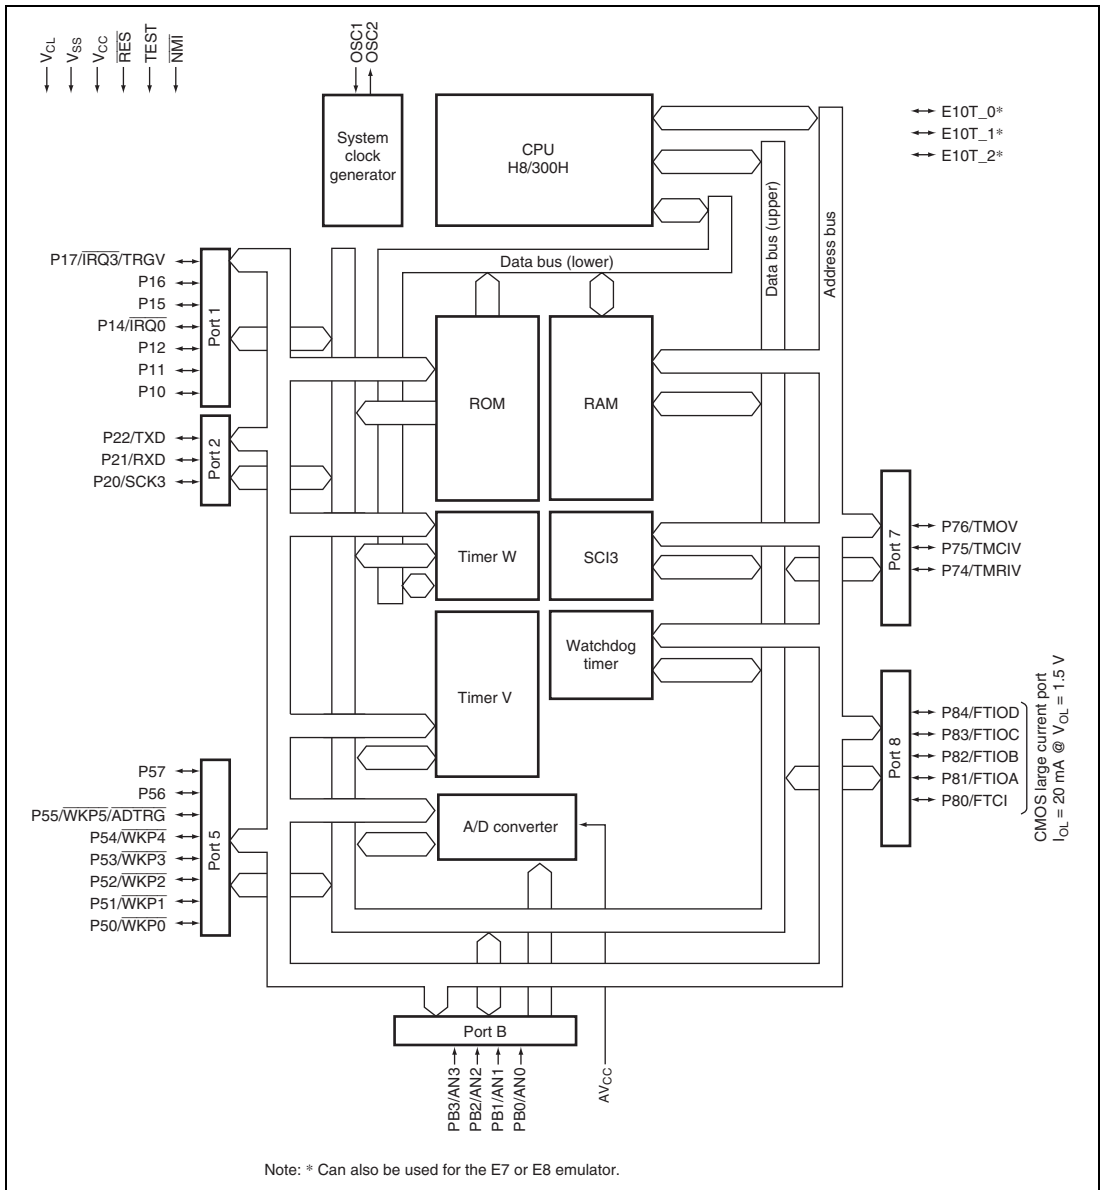 VCL
VSS
VCC
RES
TEST
NMI
OSC1
OSC2
System
clock
generator
CPU
H8/300H
E10T_0*
E10T_1*
E10T_2*
Data bus (lower)
Data bus (upper)
Address bus
P17/IRQ3/TRGV
P16
P15
P14/IRQ0
P12
P11
P10
Port 1
P22/TXD
P21/RXD
P20/SCK3
Port 2
ROM
RAM
Timer W
SCI3
Timer V
Watchdog
timer
A/D converter
Port 7
P76/TMOV
P75/TMCIV
P74/TMRIV
Port 8
P84/FTIOD
P83/FTIOC
P82/FTIOB
P81/FTIOA
P80/FTCI
CMOS large current port
IOL = 20 mA @ VOL = 1.5 V
P57
P56
P55/WKP5/ADTRG
P54/WKP4
P53/WKP3
P52/WKP2
P51/WKP1
P50/WKP0
Port 5
Port B
PB3/AN3
PB2/AN2
PB1/AN1
PB0/AN0
AVCC
Note: * Can also be used for the E7 or E8 emulator.